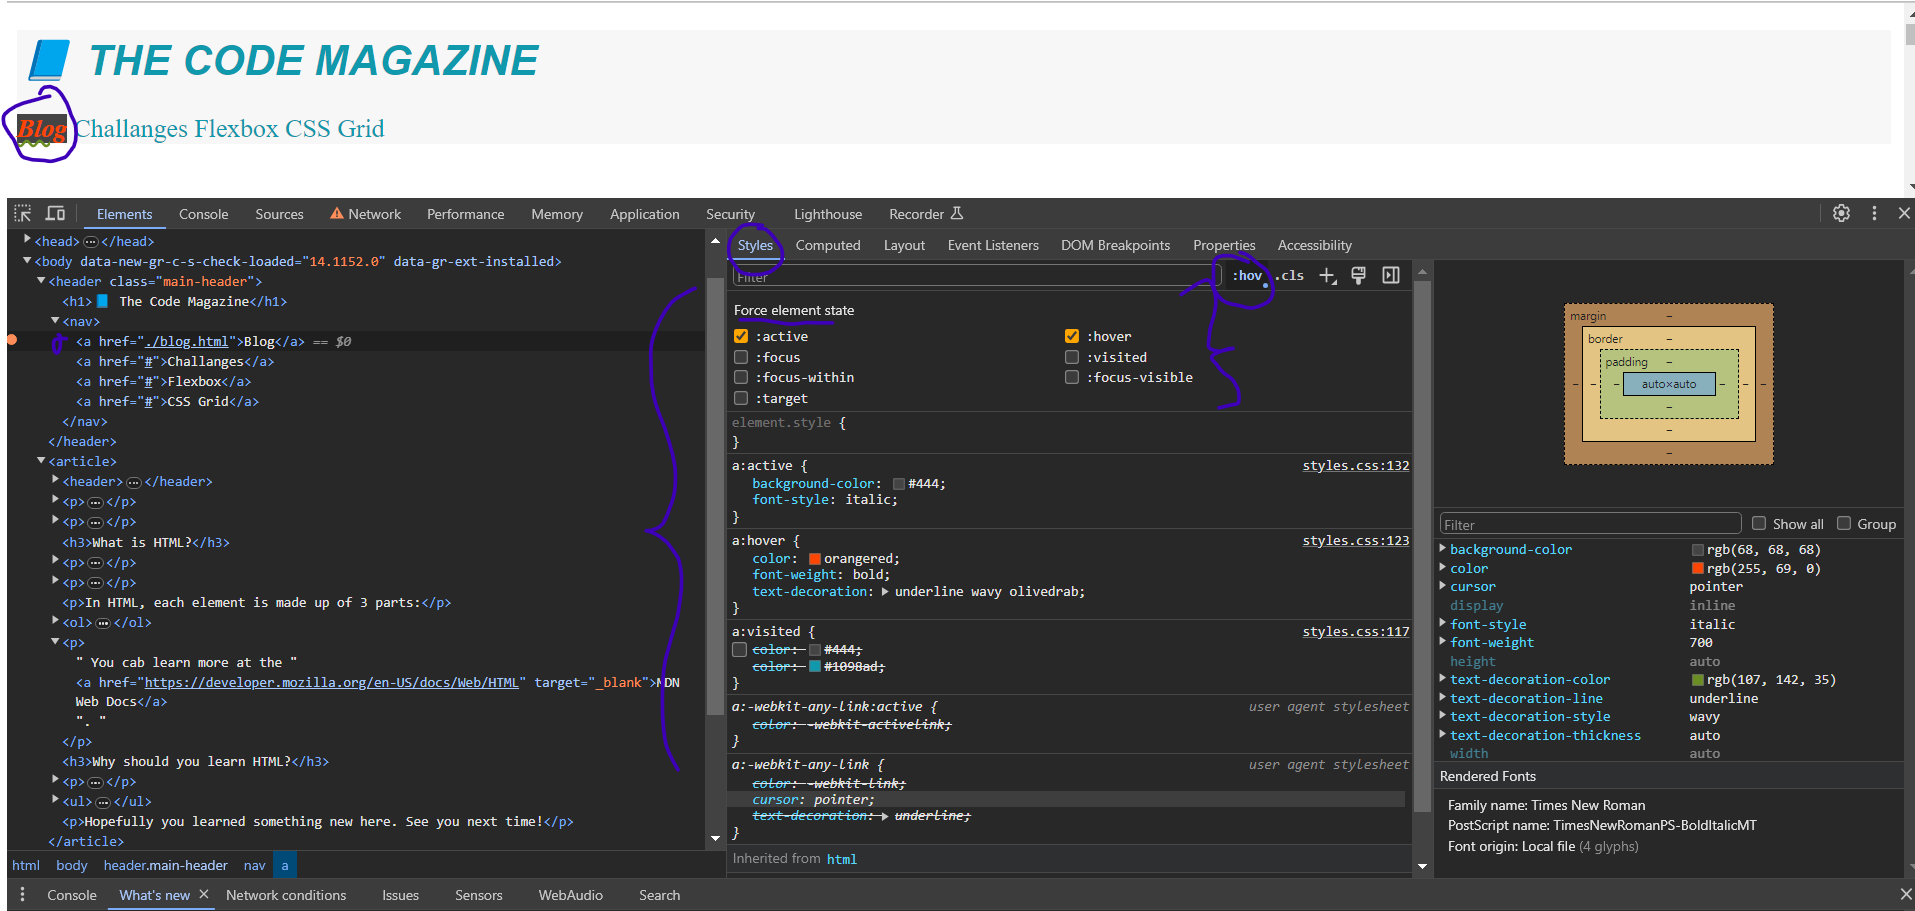 THE CODE MAGAZINE
Blog Challanges Flexbox CSS Grid
Elements Console Sources Network Performance Memory Application Security Lighthouse Recorder
<head> </head>
<body data-new-gr-c-s-check-loaded="14.1152.0" data-gr-ext-installed>
<header class="main-header">
<h1>📘 The Code Magazine</h1>
<nav>
<a href="./blog.html">Blog</a> == $0
<a href="#">Challanges</a>
<a href="#">Flexbox</a>
<a href="#">CSS Grid</a>
</nav>
</header>
<article>
<header> </header>
<p> </p>
<p> </p>
<h3>What is HTML?</h3>
<p> </p>
<p> </p>
<p>In HTML, each element is made up of 3 parts:</p>
<ol> </ol>
<p>
" You cab learn more at the "
<a href="https://developer.mozilla.org/en-US/docs/Web/HTML" target="_blank">MDN
Web Docs</a>
". "
</p>
<h3>Why should you learn HTML?</h3>
<p> </p>
<ul> </ul>
<p>Hopefully you learned something new here. See you next time!</p>
</article>
html body header.main-header nav a
Styles Computed Layout Event Listeners DOM Breakpoints Properties Accessibility
Filter :hov .cls
Force element state
:active :hover
:focus :visited
:focus-within :focus-visible
:target
element.style {
}
a:active { styles.css:132
background-color: #444;
font-style: italic;
}
a:hover { styles.css:123
color: orangered;
font-weight: bold;
text-decoration: underline wavy olivedrab;
}
a:visited { styles.css:117
color: #444;
color: #1098ad;
}
a:-webkit-any-link:active { user agent stylesheet
color: -webkit-activelink;
}
a:-webkit-any-link { user agent stylesheet
color: -webkit-link;
cursor: pointer;
text-decoration: underline;
}
Inherited from html
margin -
border -
padding -
- - - auto×auto - - -
-
-
-
Filter Show all Group
background-color rgb(68, 68, 68)
color rgb(255, 69, 0)
cursor pointer
display inline
font-style italic
font-weight 700
height auto
text-decoration-color rgb(107, 142, 35)
text-decoration-line underline
text-decoration-style wavy
text-decoration-thickness auto
width auto
Rendered Fonts
Family name: Times New Roman
PostScript name: TimesNewRomanPS-BoldItalicMT
Font origin: Local file (4 glyphs)
Console What's new Network conditions Issues Sensors WebAudio Search